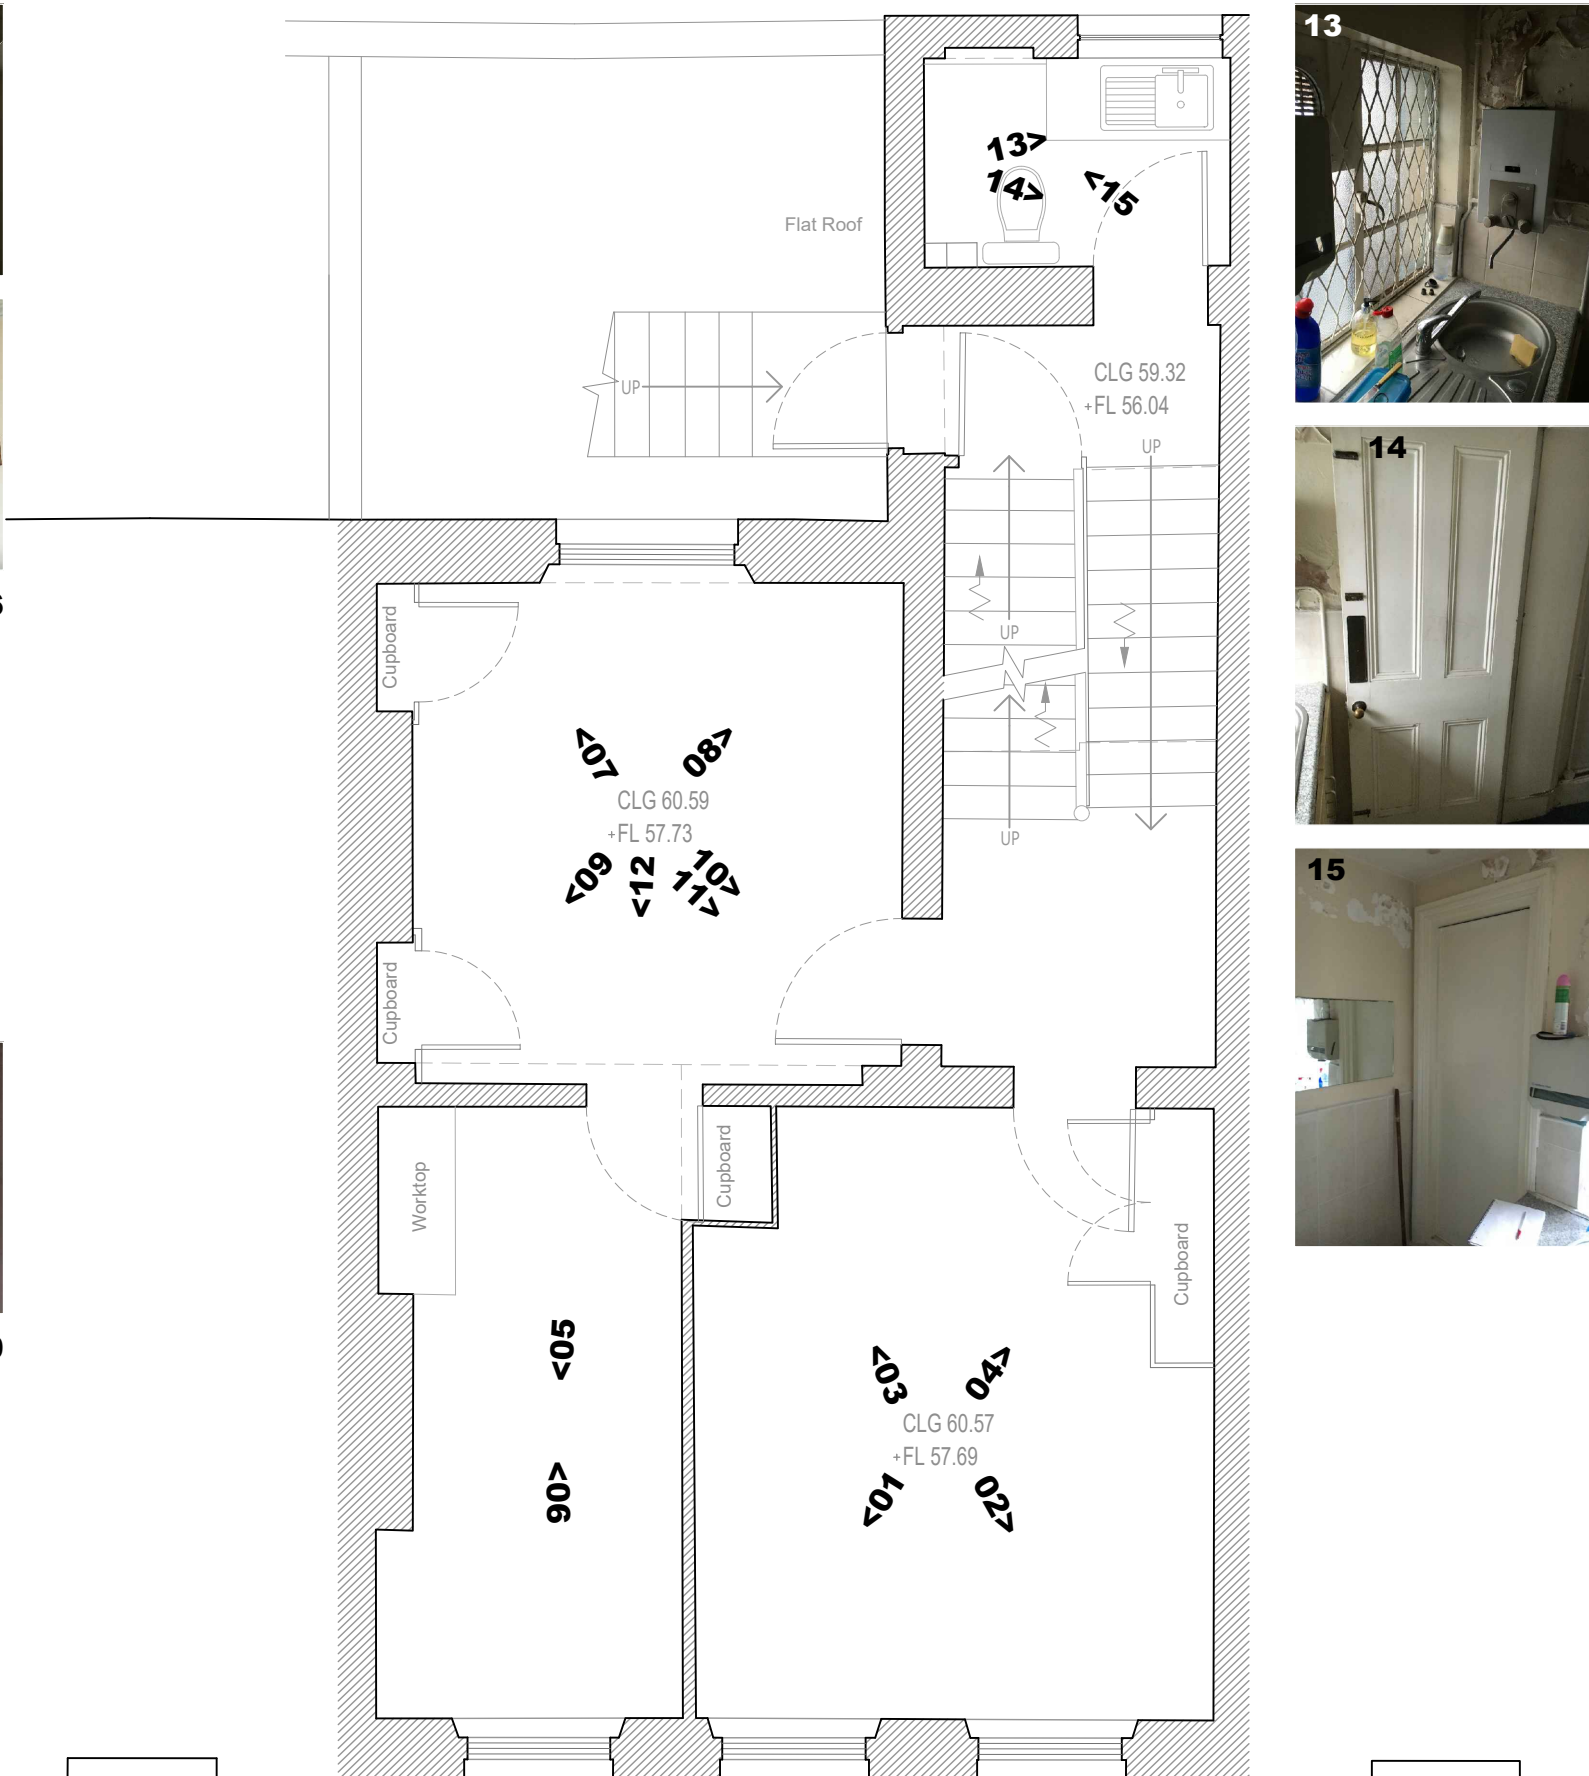 13
14
15
13>
14>
<15
Flat Roof
CLG 59.32
+FL 56.04
UP
UP
UP
UP
Cupboard
<07
08>
CLG 60.59
+FL 57.73
<09
<12
10>
11>
Cupboard
Worktop
Cupboard
Cupboard
<05
06>
<03
04>
CLG 60.57
+FL 57.69
<01
02>